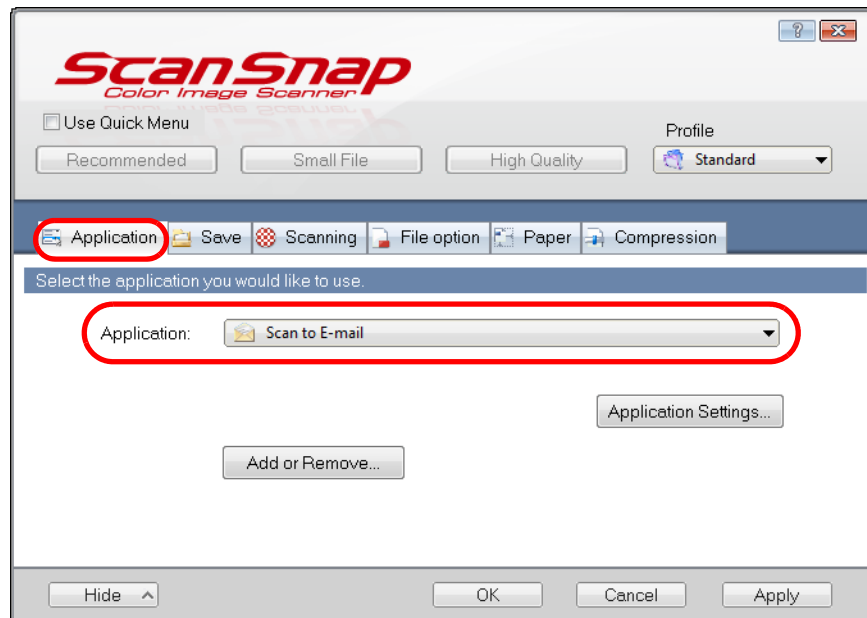 ScanSnap
Color Image Scanner
Use Quick Menu
Profile
Recommended Small File High Quality Standard
Application Save Scanning File option Paper Compression
Select the application you would like to use.
Application: Scan to E-mail
Application Settings...
Add or Remove...
Hide OK Cancel Apply